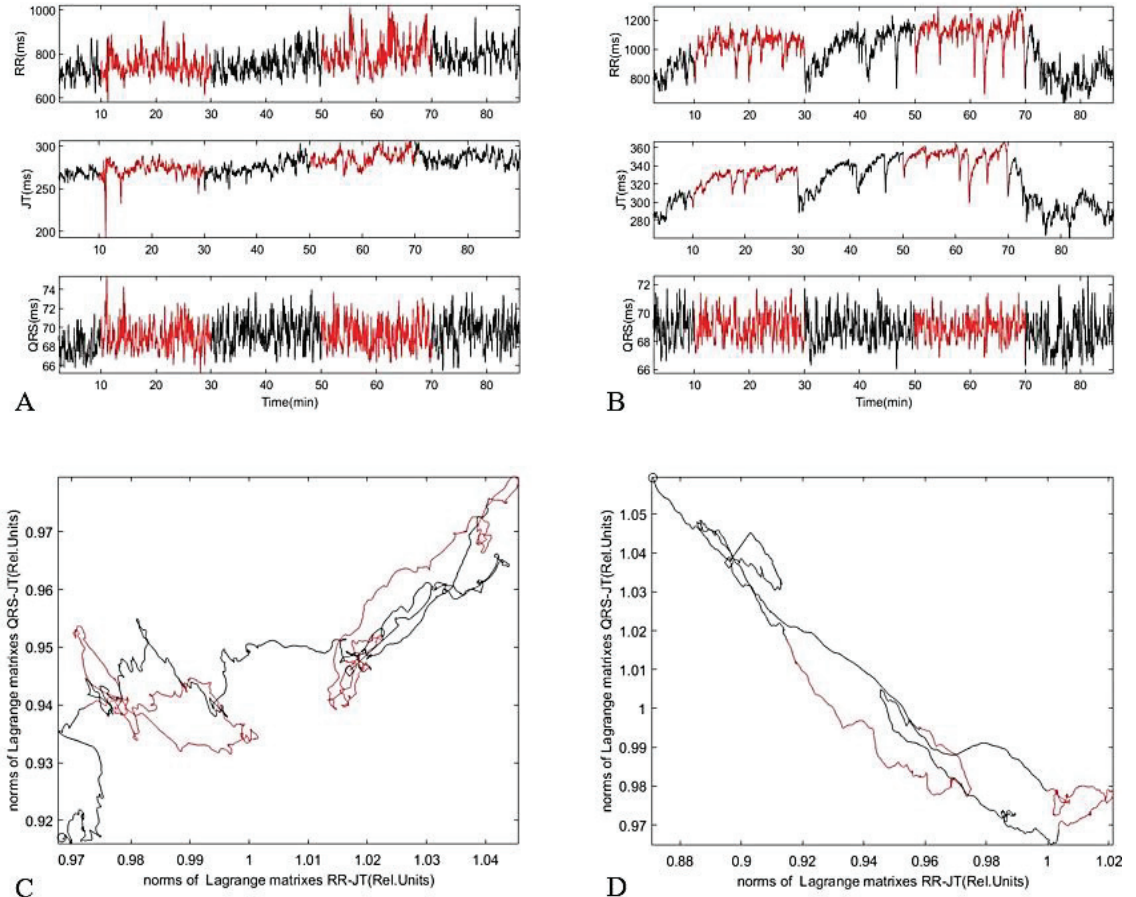 1000
800
600
RR(ms)
10 20 30 40 50 60 70 80
300
250
200
JT(ms)
10 20 30 40 50 60 70 80
74
72
70
68
66
QRS(ms)
10 20 30 40 50 60 70 80
Time(min)
A
1200
1000
800
RR(ms)
10 20 30 40 50 60 70 80
360
340
320
300
280
JT(ms)
10 20 30 40 50 60 70 80
72
70
68
66
QRS(ms)
10 20 30 40 50 60 70 80
Time(min)
B
norms of Lagrange matrixes QRS-JT(Rel.Units)
0.97
0.96
0.95
0.94
0.93
0.92
0.97 0.98 0.99 1 1.01 1.02 1.03 1.04
norms of Lagrange matrixes RR-JT(Rel.Units)
C
norms of Lagrange matrixes QRS-JT(Rel.Units)
1.05
1.04
1.03
1.02
1.01
1
0.99
0.98
0.97
0.88 0.9 0.92 0.94 0.96 0.98 1 1.02
norms of Lagrange matrixes RR-JT(Rel.Units)
D